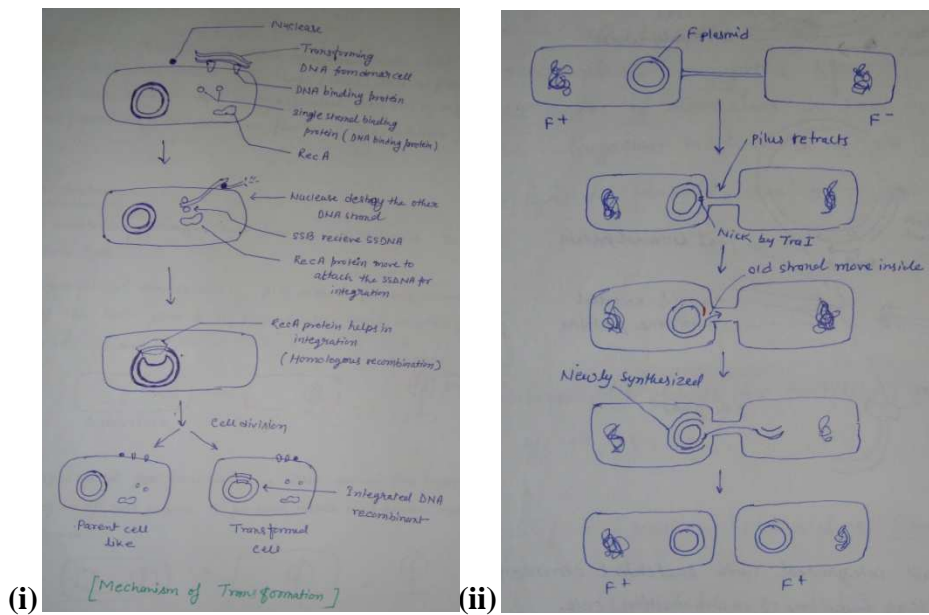 Nuclease
Transforming
DNA from donar cell
DNA binding protein
single strand binding
protein (DNA binding protein)
RecA
Nuclease destroy the other
DNA strand
SSB recieve SSDNA
RecA protein move to
attach the SSDNA for
integration
RecA protein helps in
integration
(Homologous recombination)
Cell division
Integrated DNA
recombinant
Parent cell
like
Transformed
cell
[Mechanism of Transformation]
(i)
F plasmid
F+
F-
Pilus retracts
Nick by TraI
old strand move inside
Newly synthesized
F+
F+
(ii)